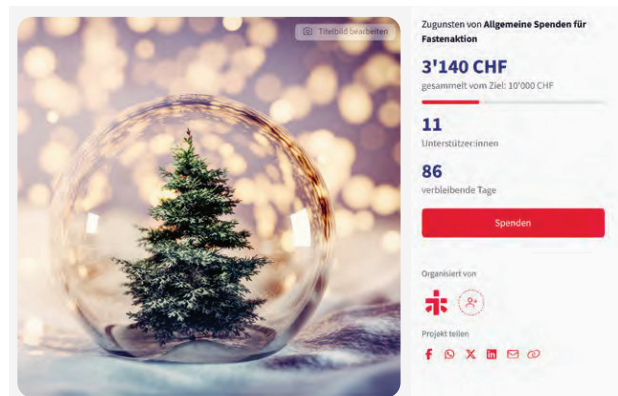 Titelbild bearbeiten
Zugunsten von Allgemeine Spenden für
Fastenaktion
3'140 CHF
gesammelt vom Ziel: 10'000 CHF
11
Unterstützer:innen
86
verbleibende Tage
Spenden
Organisiert von
Projekt teilen